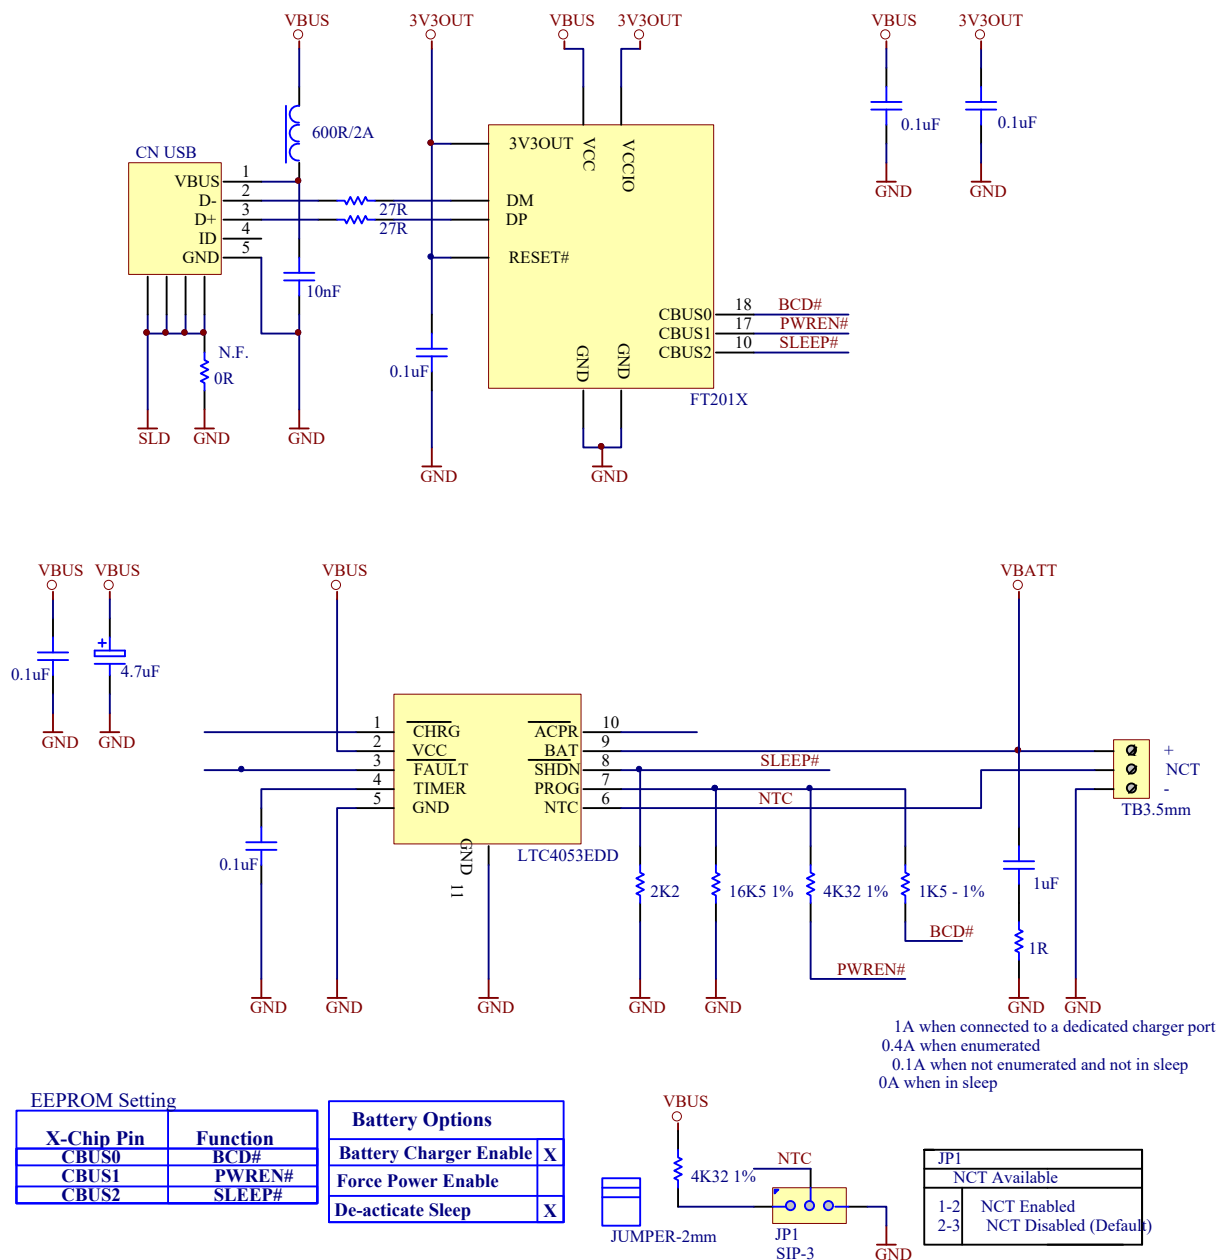 VBUS
3V3OUT
VBUS
3V3OUT
VBUS
3V3OUT
600R/2A
0.1uF
0.1uF
GND
GND
CN USB
VBUS
D-
D+
ID
GND
1
2
3
4
5
27R
27R
10nF
N.F.
0R
SLD
GND
GND
0.1uF
GND
3V3OUT
VCC
VCCIO
DM
DP
RESET#
CBUS0
CBUS1
CBUS2
GND
GND
18
17
10
BCD#
PWREN#
SLEEP#
FT201X
GND
VBUS
VBUS
VBUS
VBATT
0.1uF
4.7uF
GND
GND
1
2
3
4
5
CHRG
VCC
FAULT
TIMER
GND
GND
11
ACPR
BAT
SHDN
PROG
NTC
10
9
8
7
6
SLEEP#
NTC
LTC4053EDD
+
NCT
-
TB3.5mm
0.1uF
2K2
16K5 1%
4K32 1%
1K5 - 1%
1uF
BCD#
1R
PWREN#
GND
GND
GND
GND
GND
GND
GND
1A when connected to a dedicated charger port
0.4A when enumerated
0.1A when not enumerated and not in sleep
0A when in sleep
EEPROM Setting
X-Chip Pin Function
CBUS0 BCD#
CBUS1 PWREN#
CBUS2 SLEEP#
Battery Options
Battery Charger Enable X
Force Power Enable
De-acticate Sleep X
VBUS
4K32 1%
NTC
JUMPER-2mm
JP1
SIP-3
GND
JP1
NCT Available
1-2 NCT Enabled
2-3 NCT Disabled (Default)